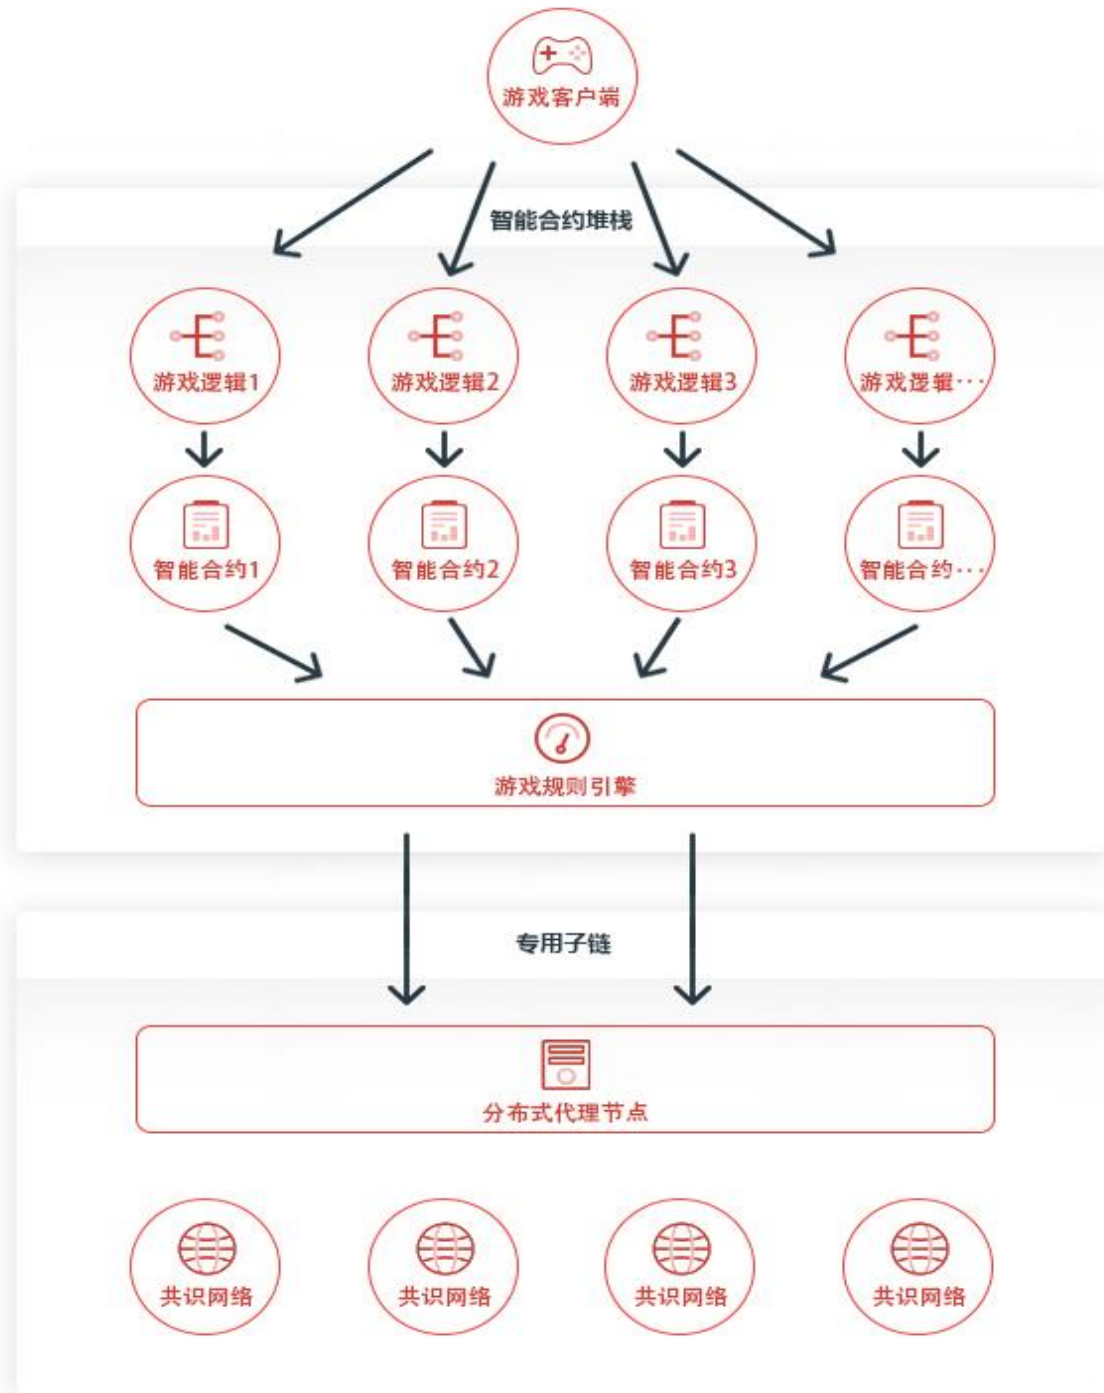 游戏客户端
智能合约堆栈
游戏逻辑1
游戏逻辑2
游戏逻辑3
游戏逻辑···
智能合约1
智能合约2
智能合约3
智能合约···
游戏规则引擎
专用子链
分布式代理节点
共识网络
共识网络
共识网络
共识网络